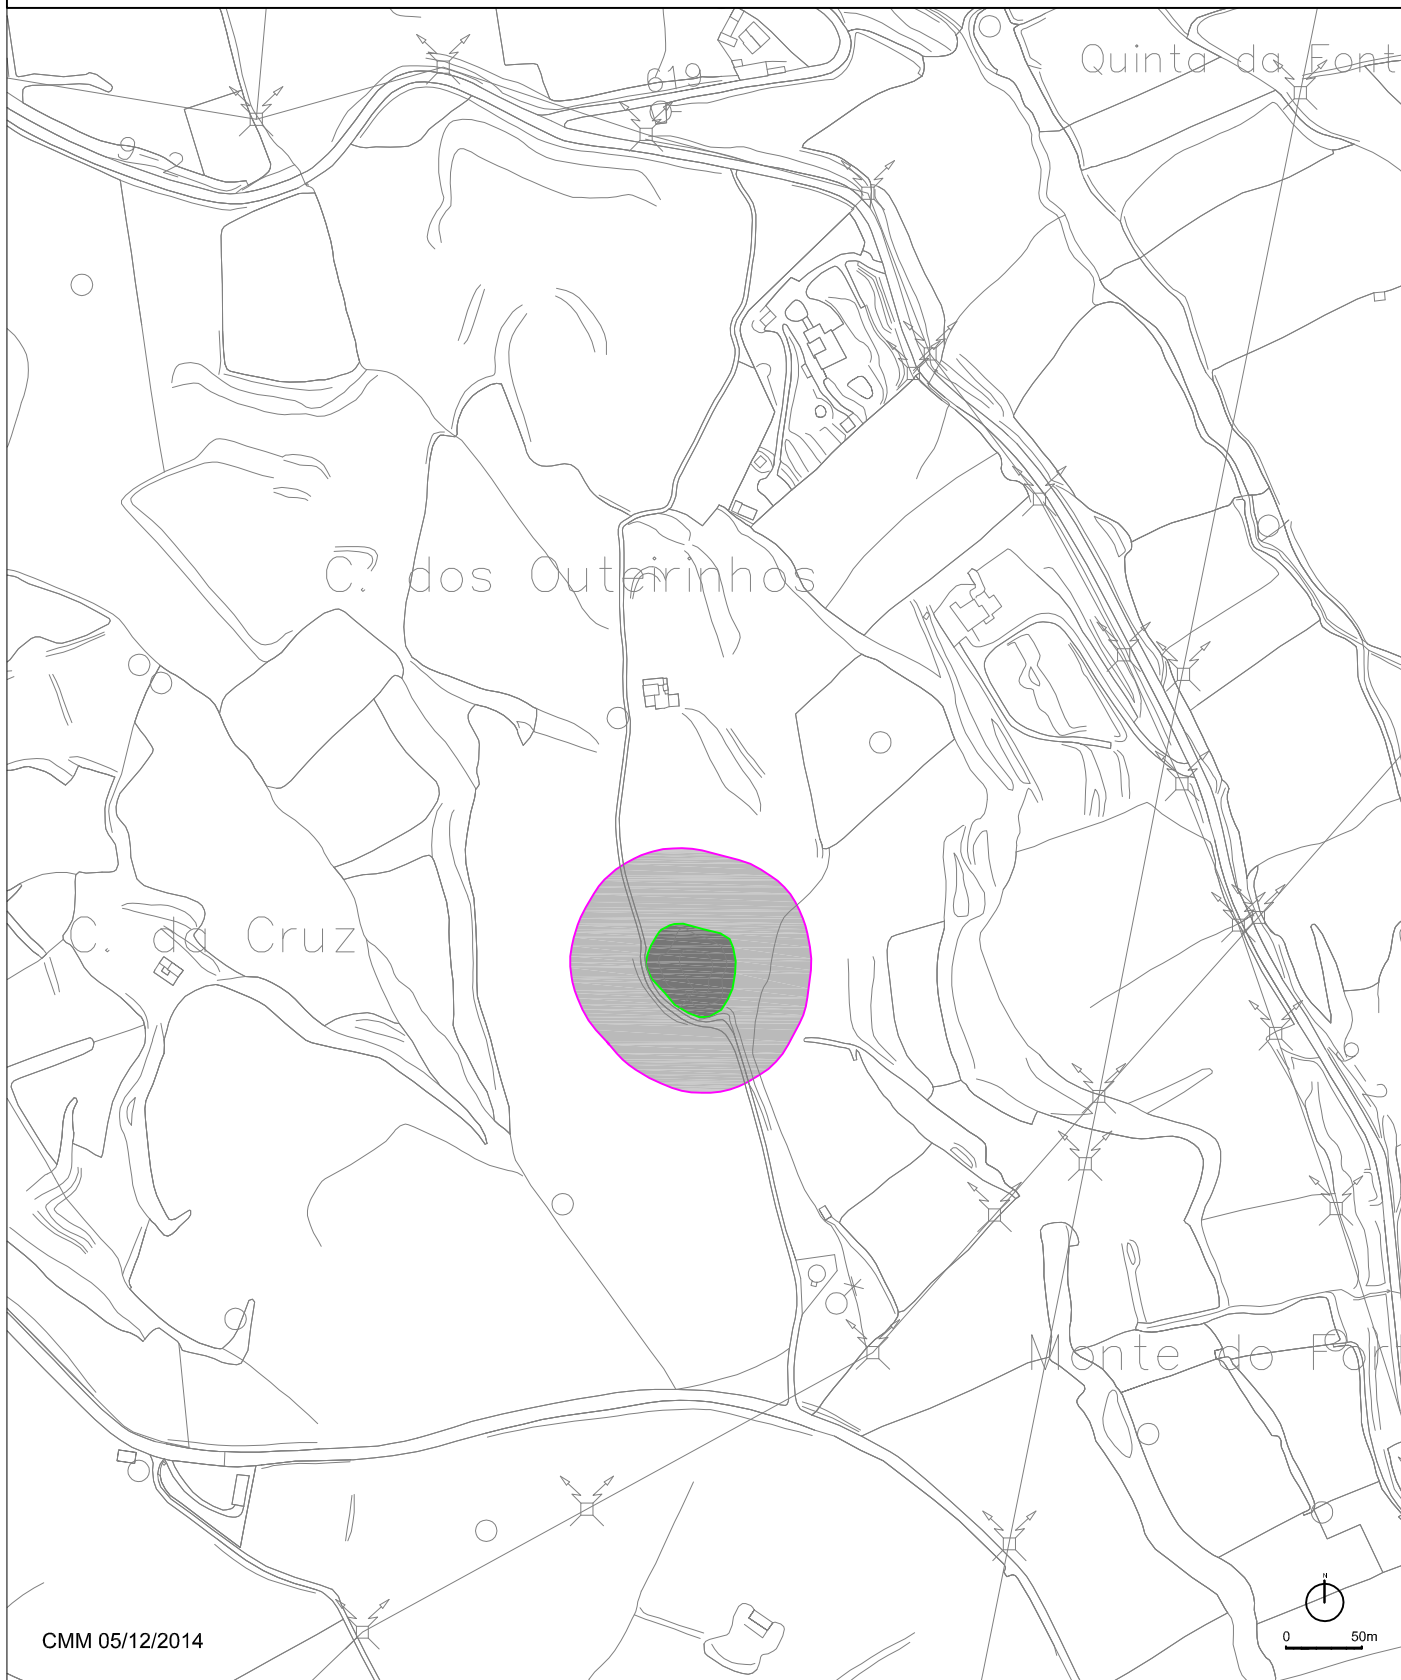 Quinta da Font
619
9-2
C. dos Outeirinhos
C. da Cruz
Monte do Fort
N
0 50m
CMM 05/12/2014